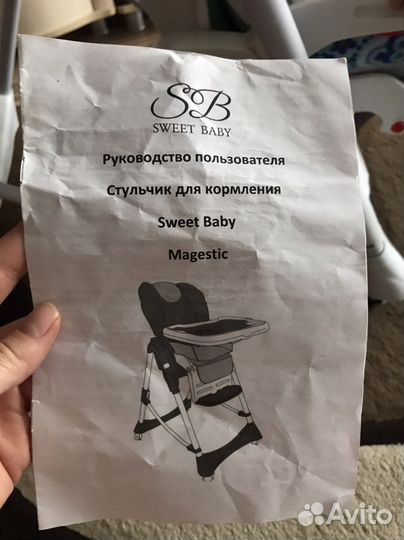 SB
SWEET BABY
Руководство пользователя
Стульчик для кормления
Sweet Baby
Magestic
Avito